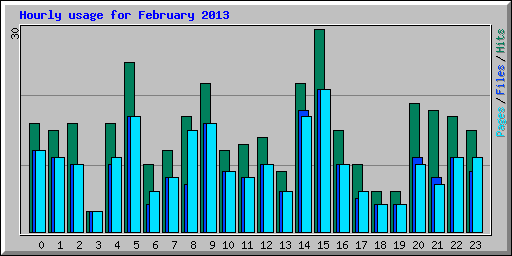 Hourly usage for February 2013
30
Pages/Files/Hits
0 1 2 3 4 5 6 7 8 9 10 11 12 13 14 15 16 17 18 19 20 21 22 23